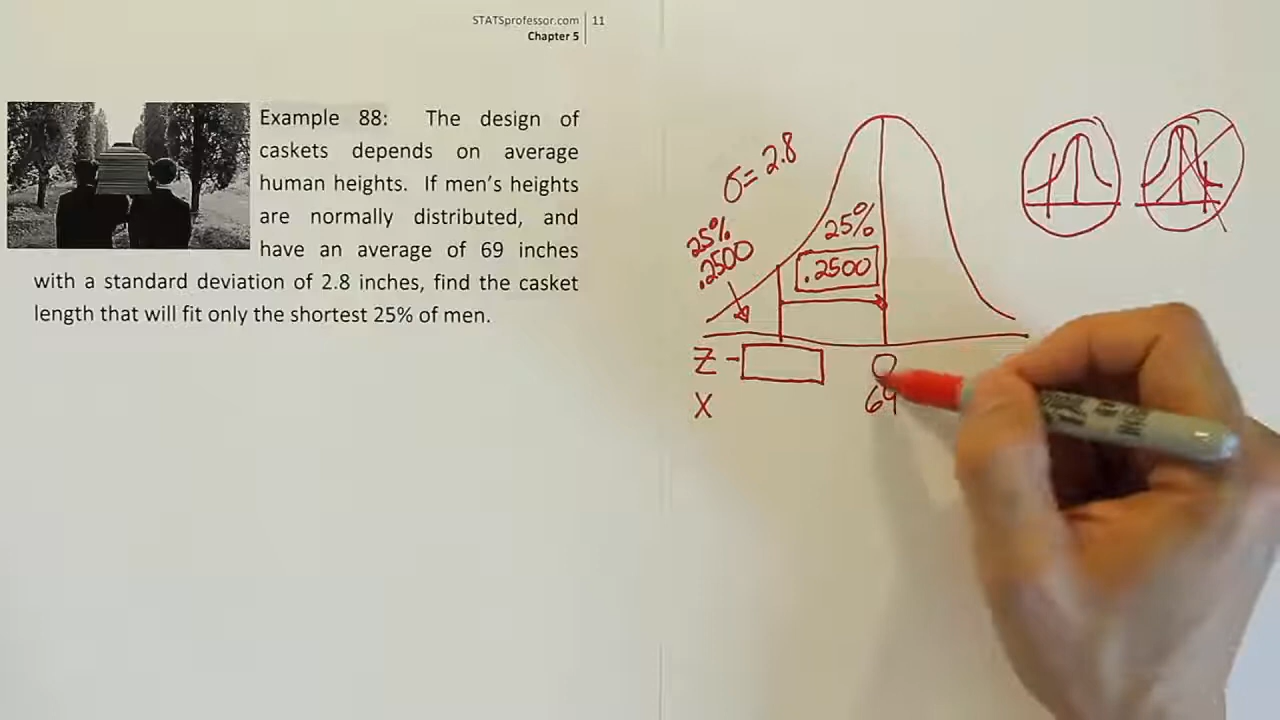 STATSprofessor.com | 11
Chapter 5
Example 88: The design of
caskets depends on average
human heights. If men's heights
are normally distributed, and
have an average of 69 inches
with a standard deviation of 2.8 inches, find the casket
length that will fit only the shortest 25% of men.
σ = 2.8
25%
.2500
25%
.2500
Z - 0
X 69